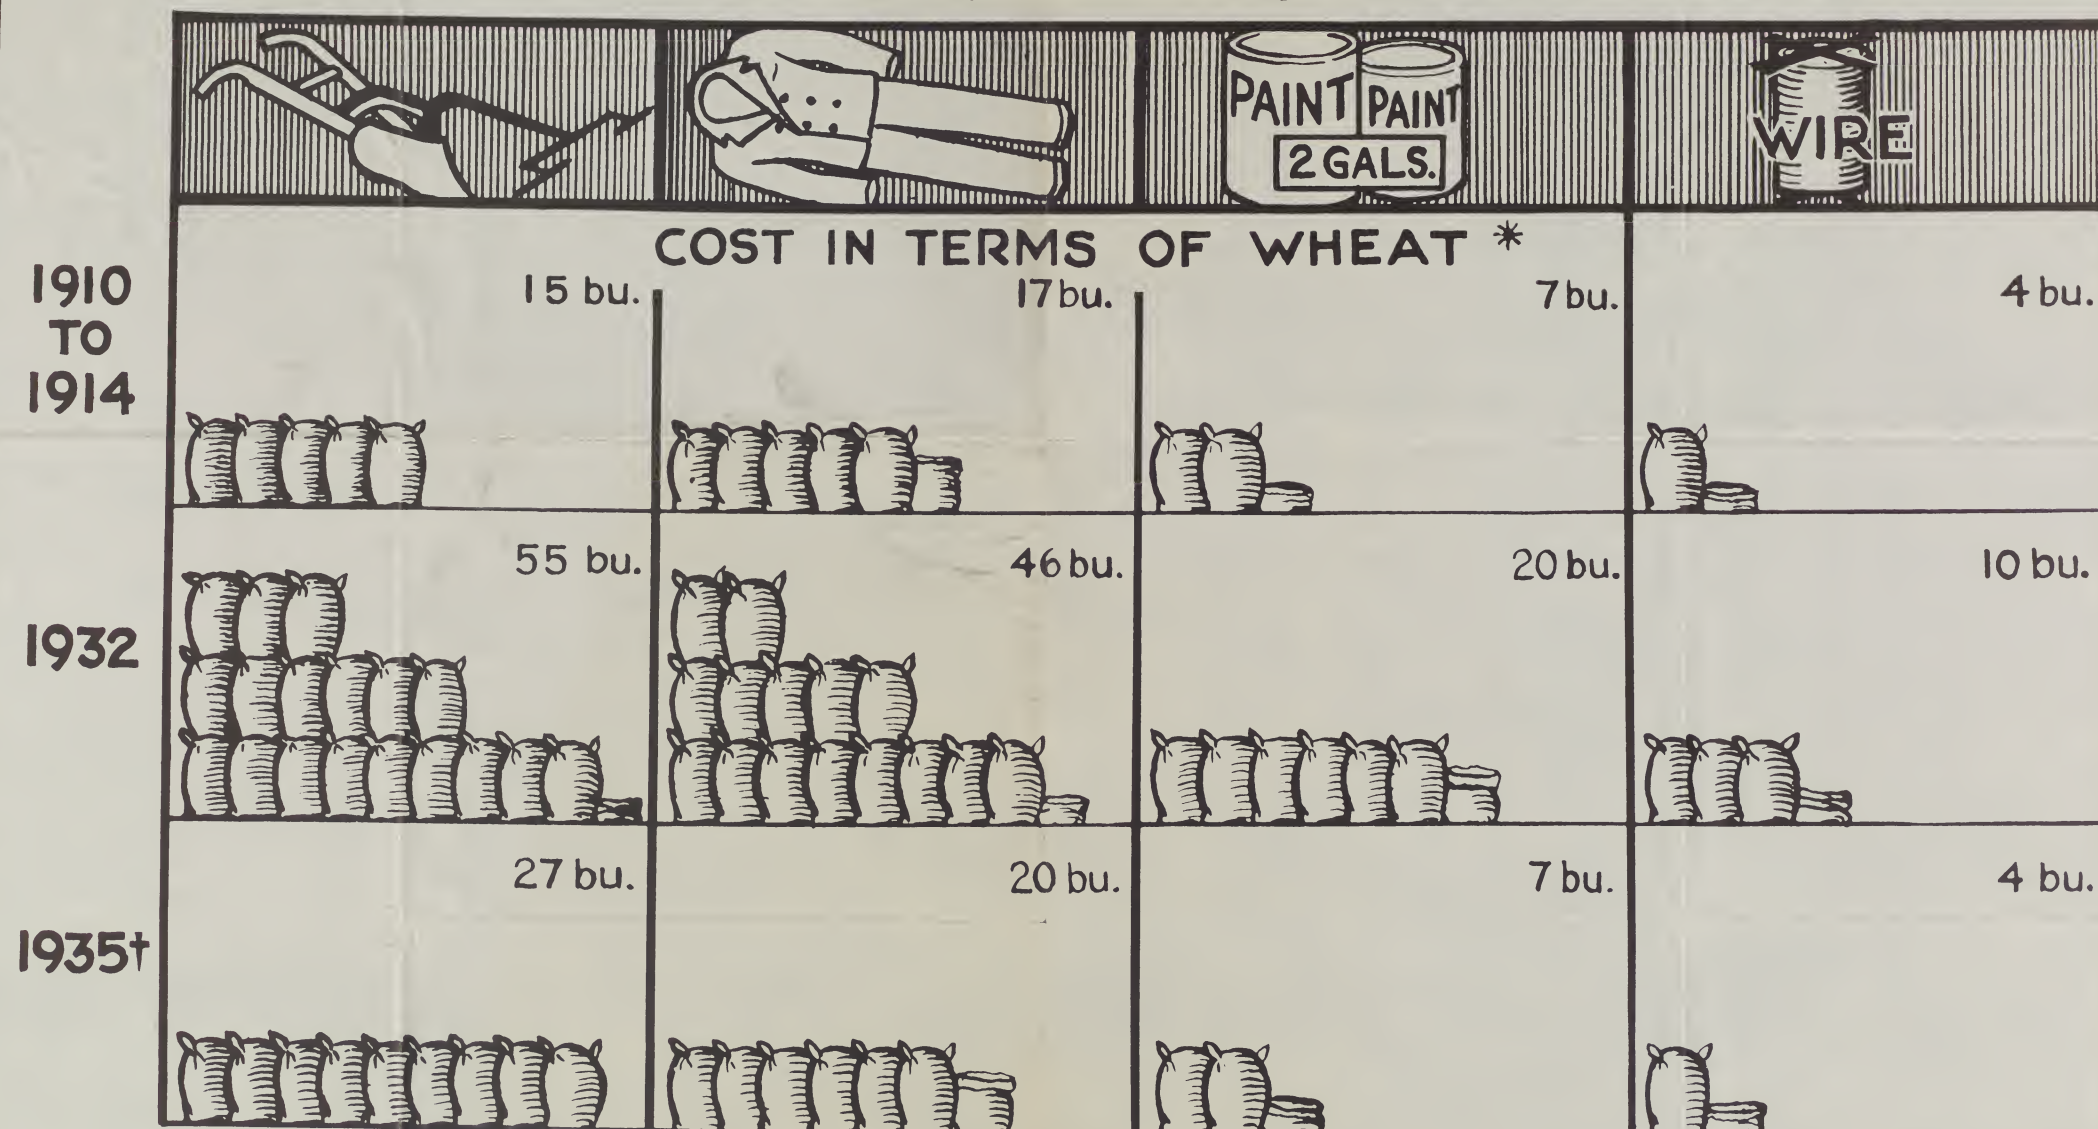 PAINT PAINT
2 GALS.
WIRE
COST IN TERMS OF WHEAT *
1910
TO
1914
15 bu. 17 bu. 7 bu. 4 bu.
1932
55 bu. 46 bu. 20 bu. 10 bu.
1935†
27 bu. 20 bu. 7 bu. 4 bu.